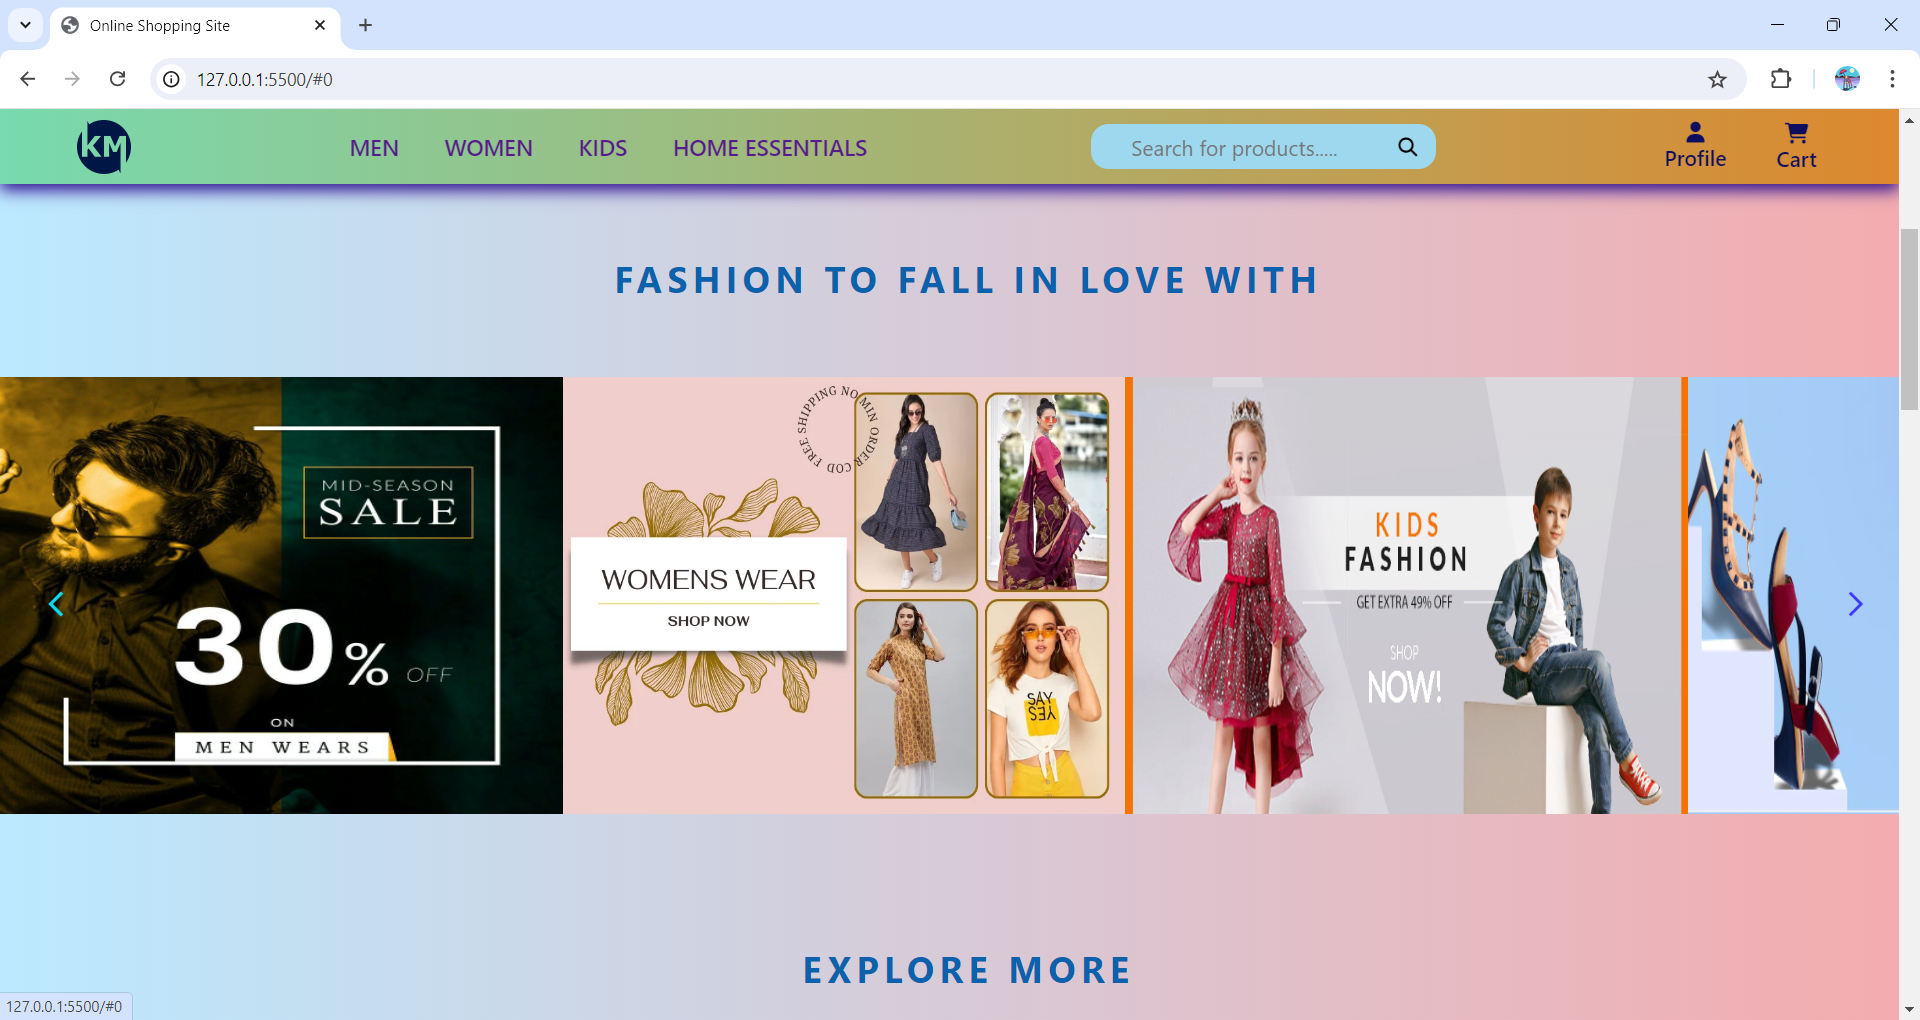 Online Shopping Site
127.0.0.1:5500/#0
KM
MEN WOMEN KIDS HOME ESSENTIALS
Search for products.....
Profile
Cart
FASHION TO FALL IN LOVE WITH
MID-SEASON
SALE
30% OFF
ON
MEN WEARS
FREE SHIPPING NO MIN ORDER COD
WOMENS WEAR
SHOP NOW
SAY
YES
KIDS
FASHION
GET EXTRA 49% OFF
SHOP
NOW!
EXPLORE MORE
127.0.0.1:5500/#0